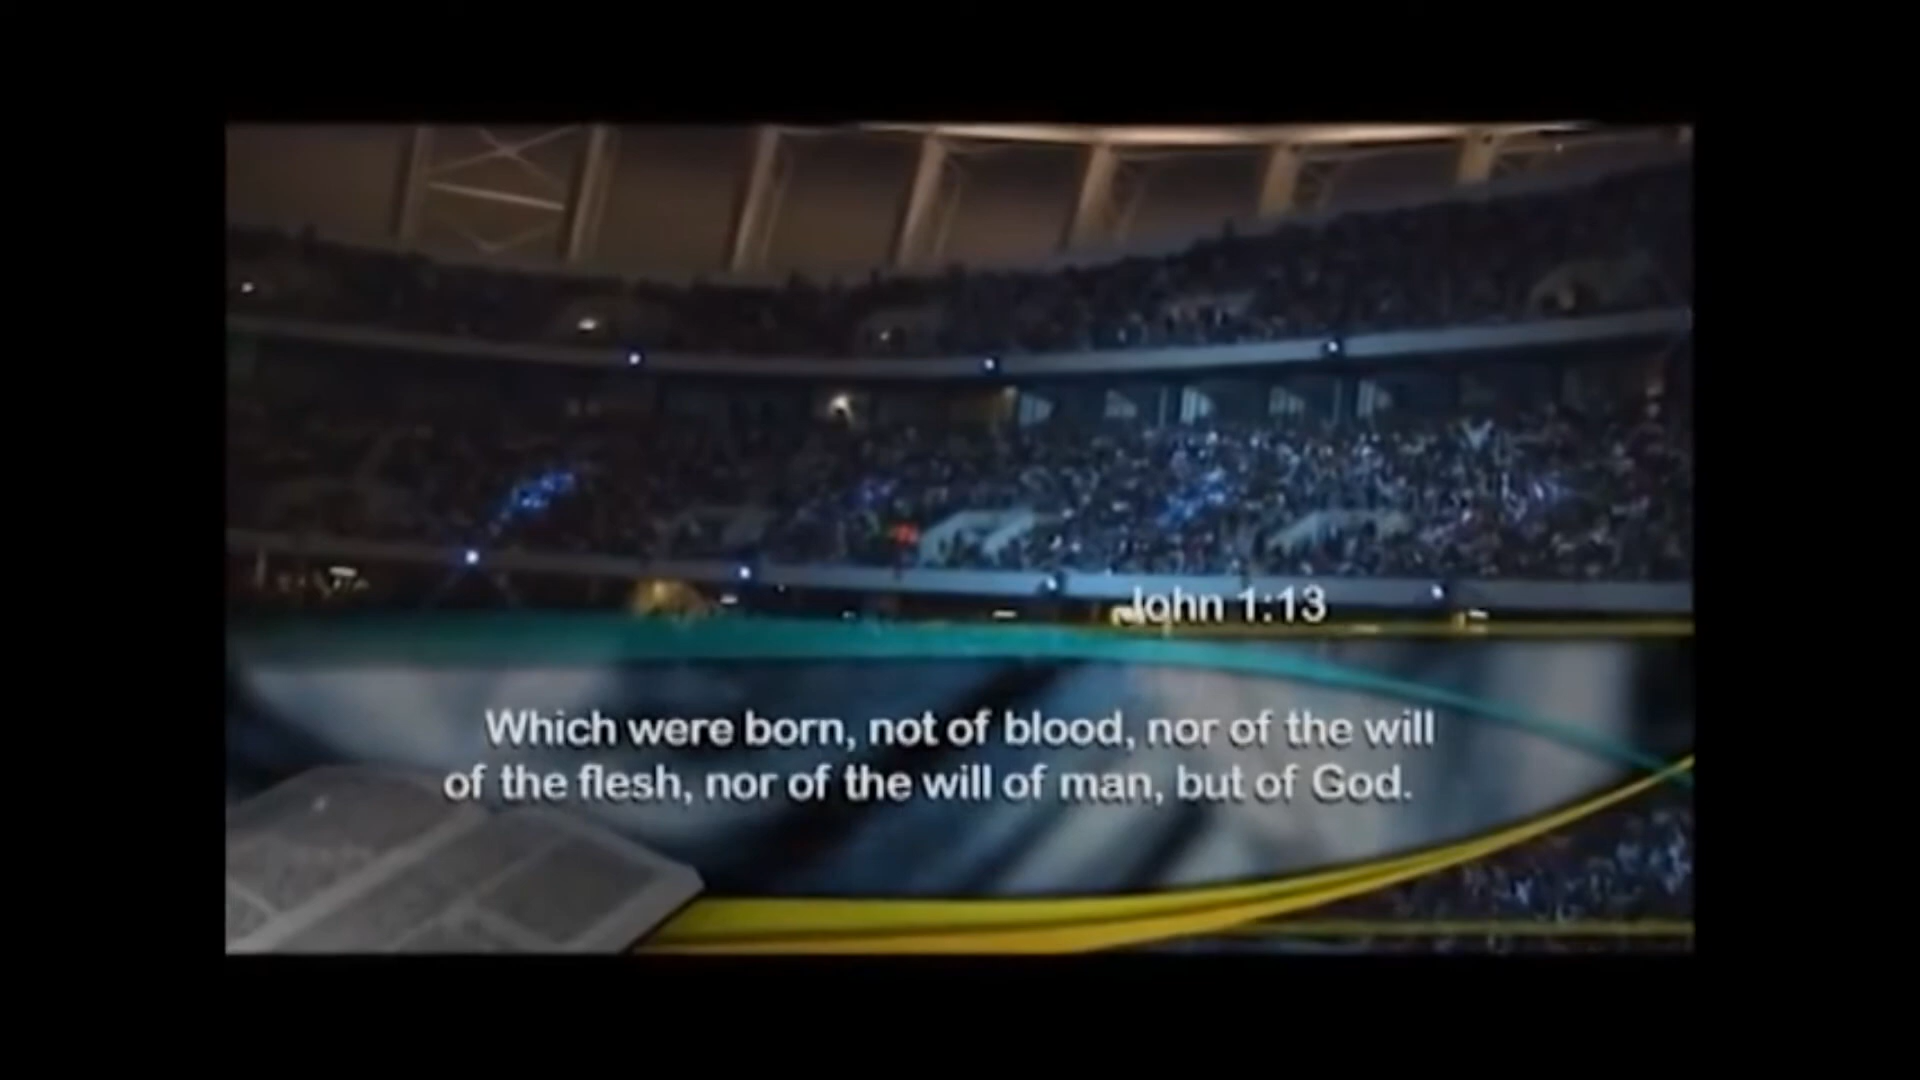 John 1:13
Which were born, not of blood, nor of the will
of the flesh, nor of the will of man, but of God.